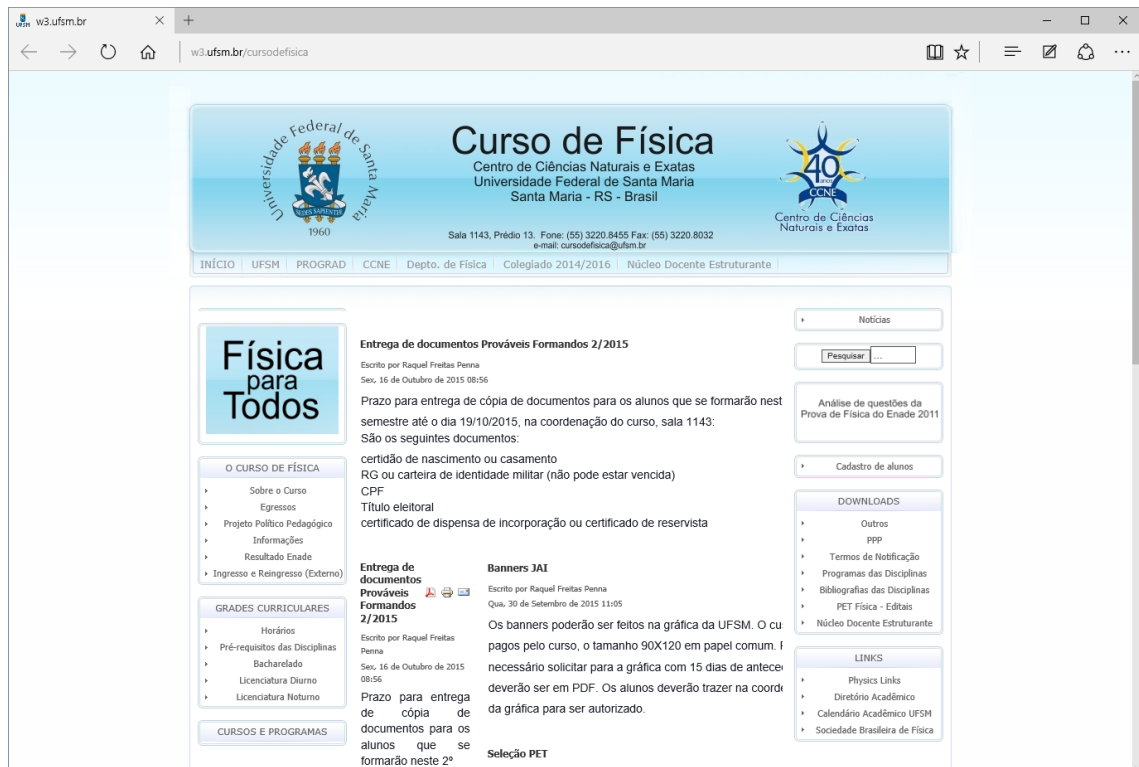 w3.ufsm.br
w3.ufsm.br/cursodefisica
Universidade Federal de Santa Maria
SEDES SAPIENTIAE
1960
Curso de Física
Centro de Ciências Naturais e Exatas
Universidade Federal de Santa Maria
Santa Maria - RS - Brasil
Sala 1143, Prédio 13. Fone: (55) 3220.8455 Fax: (55) 3220.8032
e-mail: cursodefisica@ufsm.br
40
anos
CCNE
Centro de Ciências
Naturais e Exatas
INÍCIO UFSM PROGRAD CCNE Depto. de Física Colegiado 2014/2016 Núcleo Docente Estruturante
Física
para
Todos
O CURSO DE FÍSICA
Sobre o Curso
Egressos
Projeto Político Pedagógico
Informações
Resultado Enade
Ingresso e Reingresso (Externo)
GRADES CURRICULARES
Horários
Pré-requisitos das Disciplinas
Bacharelado
Licenciatura Diurno
Licenciatura Noturno
CURSOS E PROGRAMAS
Entrega de documentos Prováveis Formandos 2/2015
Escrito por Raquel Freitas Penna
Sex, 16 de Outubro de 2015 08:56
Prazo para entrega de cópia de documentos para os alunos que se formarão nest
semestre até o dia 19/10/2015, na coordenação do curso, sala 1143:
São os seguintes documentos:
certidão de nascimento ou casamento
RG ou carteira de identidade militar (não pode estar vencida)
CPF
Título eleitoral
certificado de dispensa de incorporação ou certificado de reservista
Entrega de
documentos
Prováveis
Formandos
2/2015
Escrito por Raquel Freitas
Penna
Sex, 16 de Outubro de 2015
08:56
Prazo para entrega
de cópia de
documentos para os
alunos que se
formarão neste 2º
Banners JAI
Escrito por Raquel Freitas Penna
Qua, 30 de Setembro de 2015 11:05
Os banners poderão ser feitos na gráfica da UFSM. O cu
pagos pelo curso, o tamanho 90X120 em papel comum.
necessário solicitar para a gráfica com 15 dias de antece
deverão ser em PDF. Os alunos deverão trazer na coorde
da gráfica para ser autorizado.
Seleção PET
Notícias
Pesquisar ...
Análise de questões da
Prova de Física do Enade 2011
Cadastro de alunos
DOWNLOADS
Outros
PPP
Termos de Notificação
Programas das Disciplinas
Bibliografias das Disciplinas
PET Física - Editais
Núcleo Docente Estruturante
LINKS
Physics Links
Diretório Acadêmico
Calendário Acadêmico UFSM
Sociedade Brasileira de Física